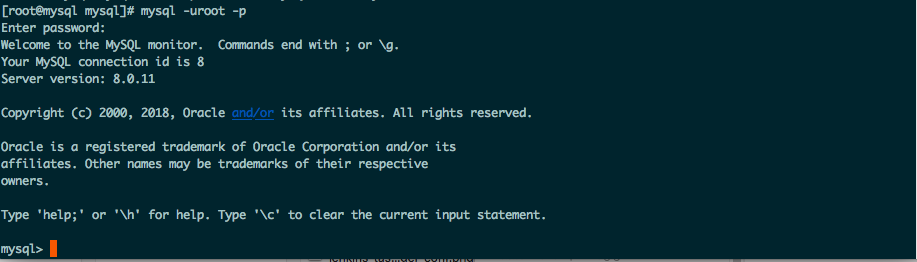 [root@mysql mysql]# mysql -uroot -p
Enter password:
Welcome to the MySQL monitor.  Commands end with ; or \g.
Your MySQL connection id is 8
Server version: 8.0.11
Copyright (c) 2000, 2018, Oracle and/or its affiliates. All rights reserved.
Oracle is a registered trademark of Oracle Corporation and/or its
affiliates. Other names may be trademarks of their respective
owners.
Type 'help;' or '\h' for help. Type '\c' to clear the current input statement.
mysql>